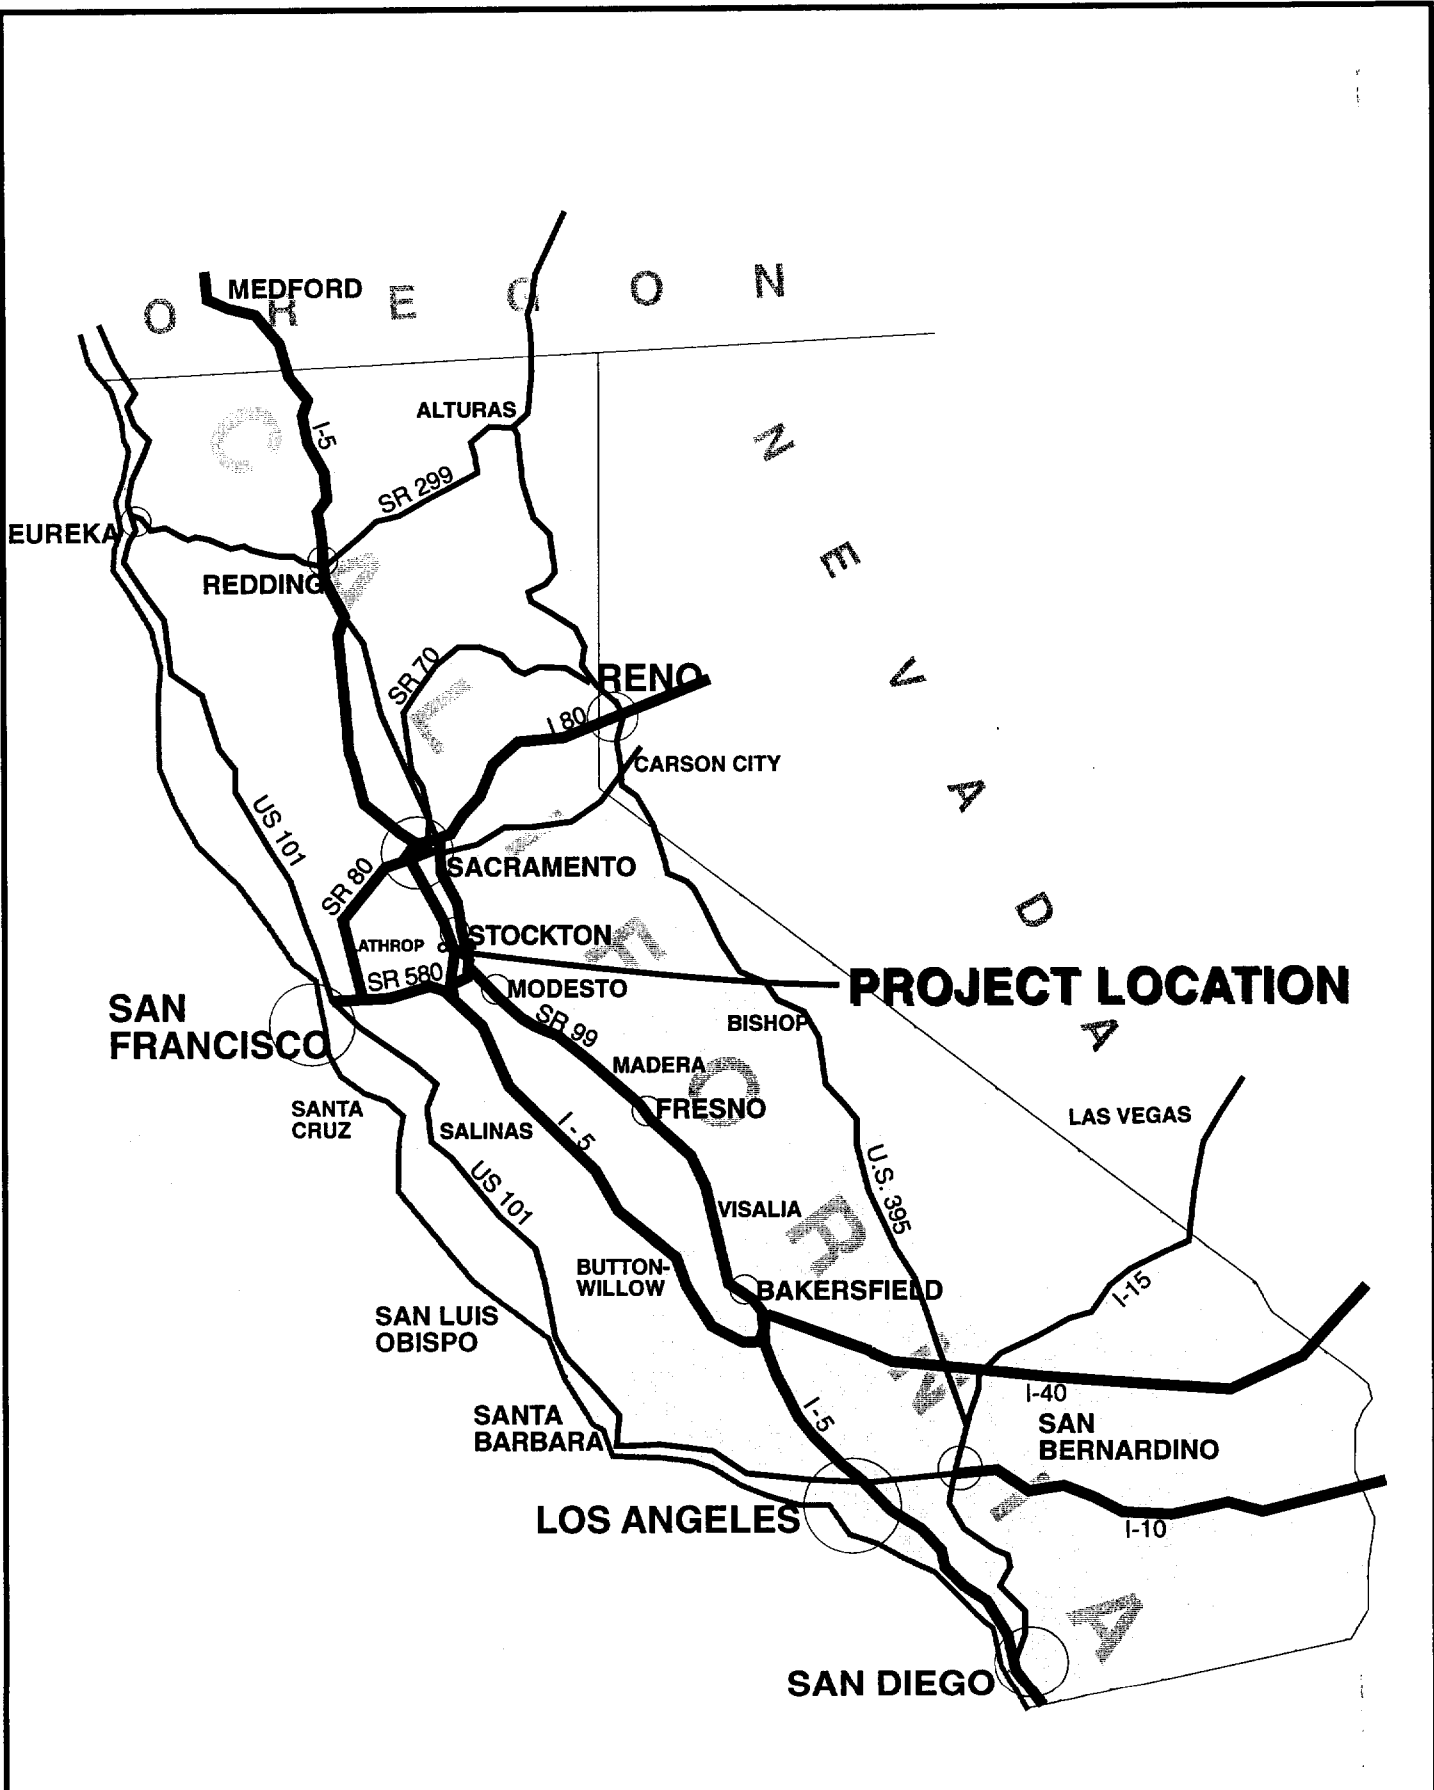 OREGON
MEDFORD
ALTURAS
I-5
SR 299
EUREKA
REDDING
NEVADA
CALIFORNIA
SR 70
RENO
I 80
CARSON CITY
US 101
SACRAMENTO
SR 80
STOCKTON
ATHROP
SR 580
MODESTO
PROJECT LOCATION
SAN
FRANCISCO
SR 99
BISHOP
MADERA
FRESNO
SANTA
CRUZ
SALINAS
I - 5
LAS VEGAS
US 101
U.S. 395
VISALIA
BUTTON-
WILLOW
BAKERSFIELD
I-15
SAN LUIS
OBISPO
I-40
I - 5
SANTA
BARBARA
SAN
BERNARDINO
LOS ANGELES
I-10
SAN DIEGO